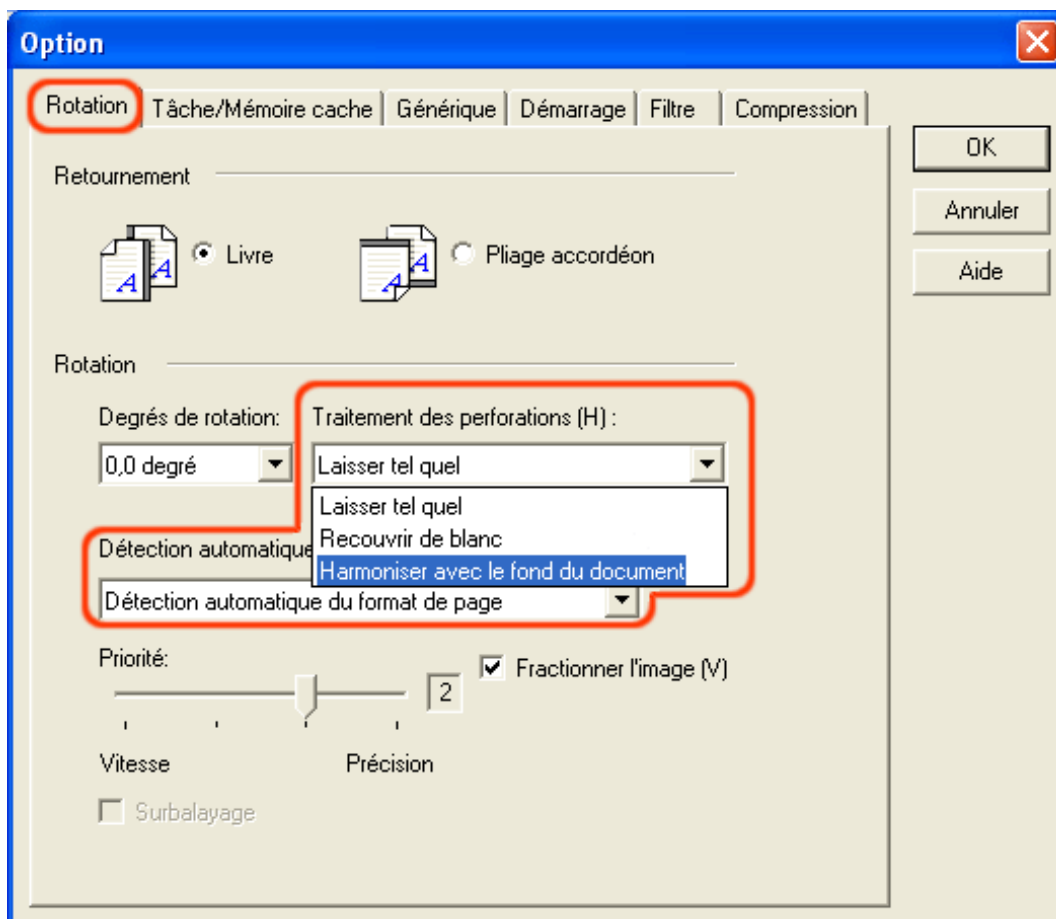 Option
Rotation Tâche/Mémoire cache Générique Démarrage Filtre Compression
OK
Annuler
Aide
Retournement
A A Livre
A A Pliage accordéon
Rotation
Degrés de rotation: Traitement des perforations (H) :
0,0 degré Laisser tel quel
Laisser tel quel
Recouvrir de blanc
Harmoniser avec le fond du document
Détection automatique
Détection automatique du format de page
Priorité:
2 Fractionner l'image (V)
Vitesse Précision
Surbalayage